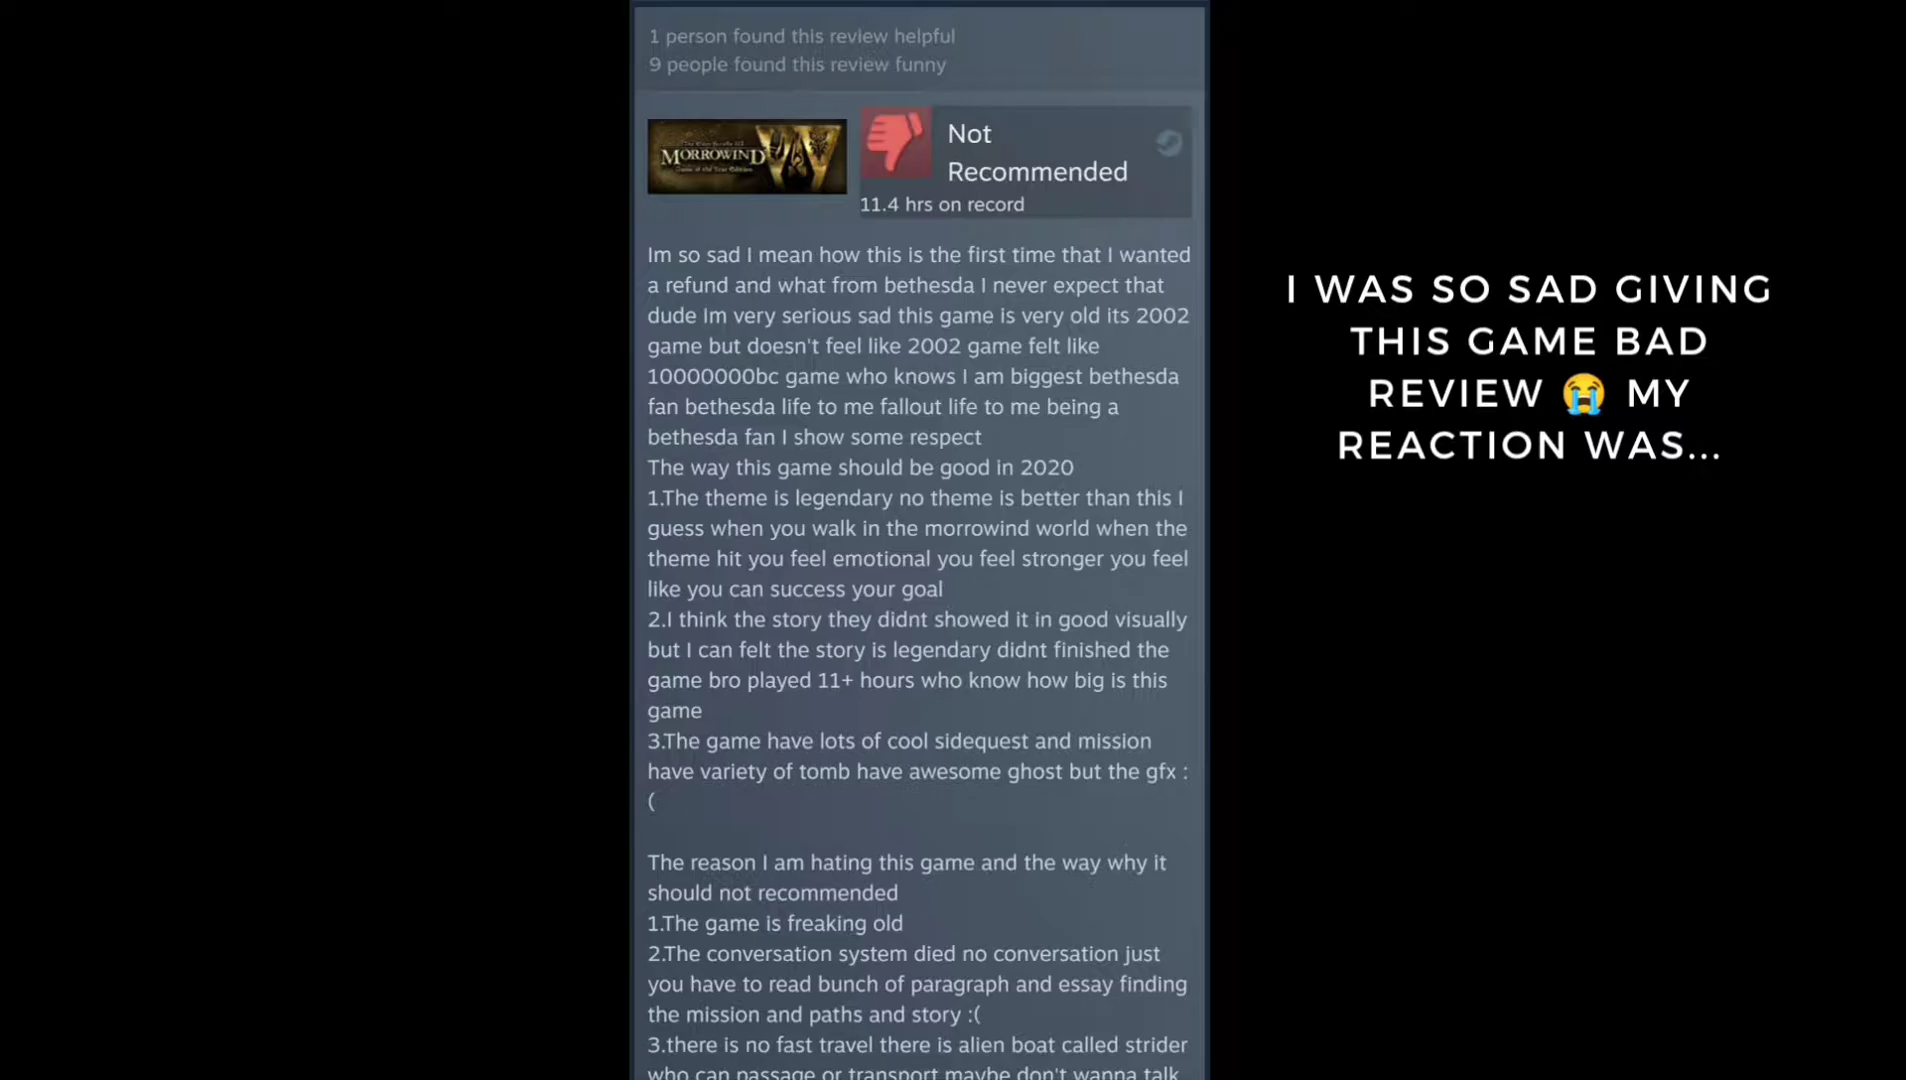 1 person found this review helpful
9 people found this review funny
The Elder Scrolls III
MORROWIND
Game of the Year Edition
Not
Recommended
11.4 hrs on record
Im so sad I mean how this is the first time that I wanted
a refund and what from bethesda I never expect that
dude Im very serious sad this game is very old its 2002
game but doesn't feel like 2002 game felt like
10000000bc game who knows I am biggest bethesda
fan bethesda life to me fallout life to me being a
bethesda fan I show some respect
The way this game should be good in 2020
1.The theme is legendary no theme is better than this I
guess when you walk in the morrowind world when the
theme hit you feel emotional you feel stronger you feel
like you can success your goal
2.I think the story they didnt showed it in good visually
but I can felt the story is legendary didnt finished the
game bro played 11+ hours who know how big is this
game
3.The game have lots of cool sidequest and mission
have variety of tomb have awesome ghost but the gfx :
(
The reason I am hating this game and the way why it
should not recommended
1.The game is freaking old
2.The conversation system died no conversation just
you have to read bunch of paragraph and essay finding
the mission and paths and story :(
3.there is no fast travel there is alien boat called strider
who can passage or transport maybe don't wanna talk
I WAS SO SAD GIVING
THIS GAME BAD
REVIEW 😭 MY
REACTION WAS...